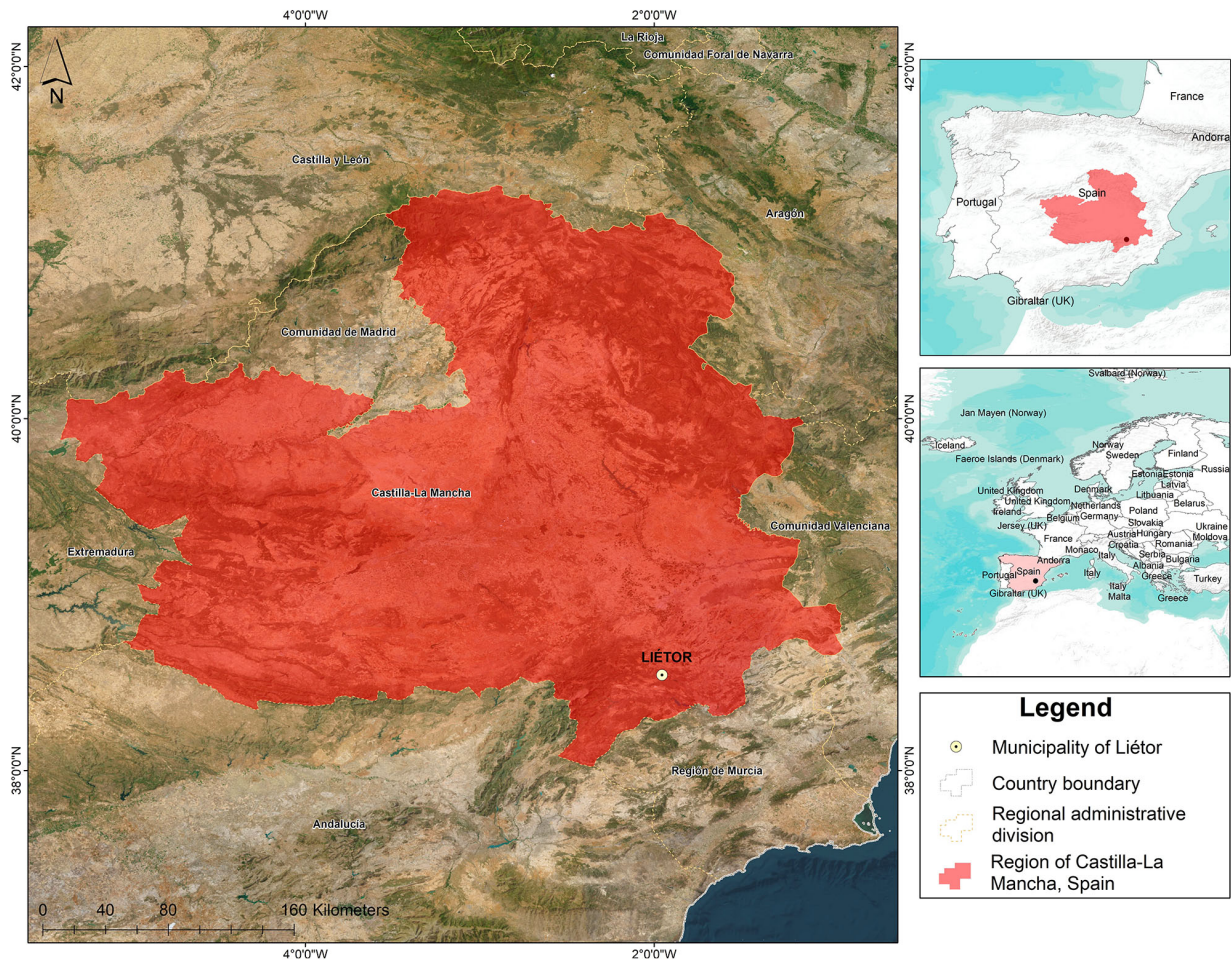 4°0'0"W
2°0'0"W
42°0'0"N
42°0'0"N
40°0'0"N
40°0'0"N
38°0'0"N
38°0'0"N
N
La Rioja
Comunidad Foral de Navarra
Castilla y León
Aragón
Comunidad de Madrid
Castilla-La Mancha
Comunidad Valenciana
Extremadura
LIÉTOR
Región de Murcia
Andalucía
0 40 80 160 Kilometers
4°0'0"W
2°0'0"W
France
Andorra
Spain
Portugal
Gibraltar (UK)
Svalbard (Norway)
Jan Mayen (Norway)
Iceland
Norway
Faeroe Islands (Denmark)
Sweden
Finland
Russia
Estonia
Estonia
Latvia
United Kingdom
Denmark
Lithuania
United Kingdom
Netherlands
Belarus
Ireland
Poland
Belgium
Germany
Jersey (UK)
Slovakia
Ukraine
France
Austria
Hungary
Moldova
Croatia
Romania
Monaco
Italy
Serbia
Andorra
Bulgaria
Spain
Albania
Portugal
Italy
Greece
Turkey
Gibraltar (UK)
Italy
Malta
Greece
Legend
Municipality of Liétor
Country boundary
Regional administrative
division
Region of Castilla-La
Mancha, Spain